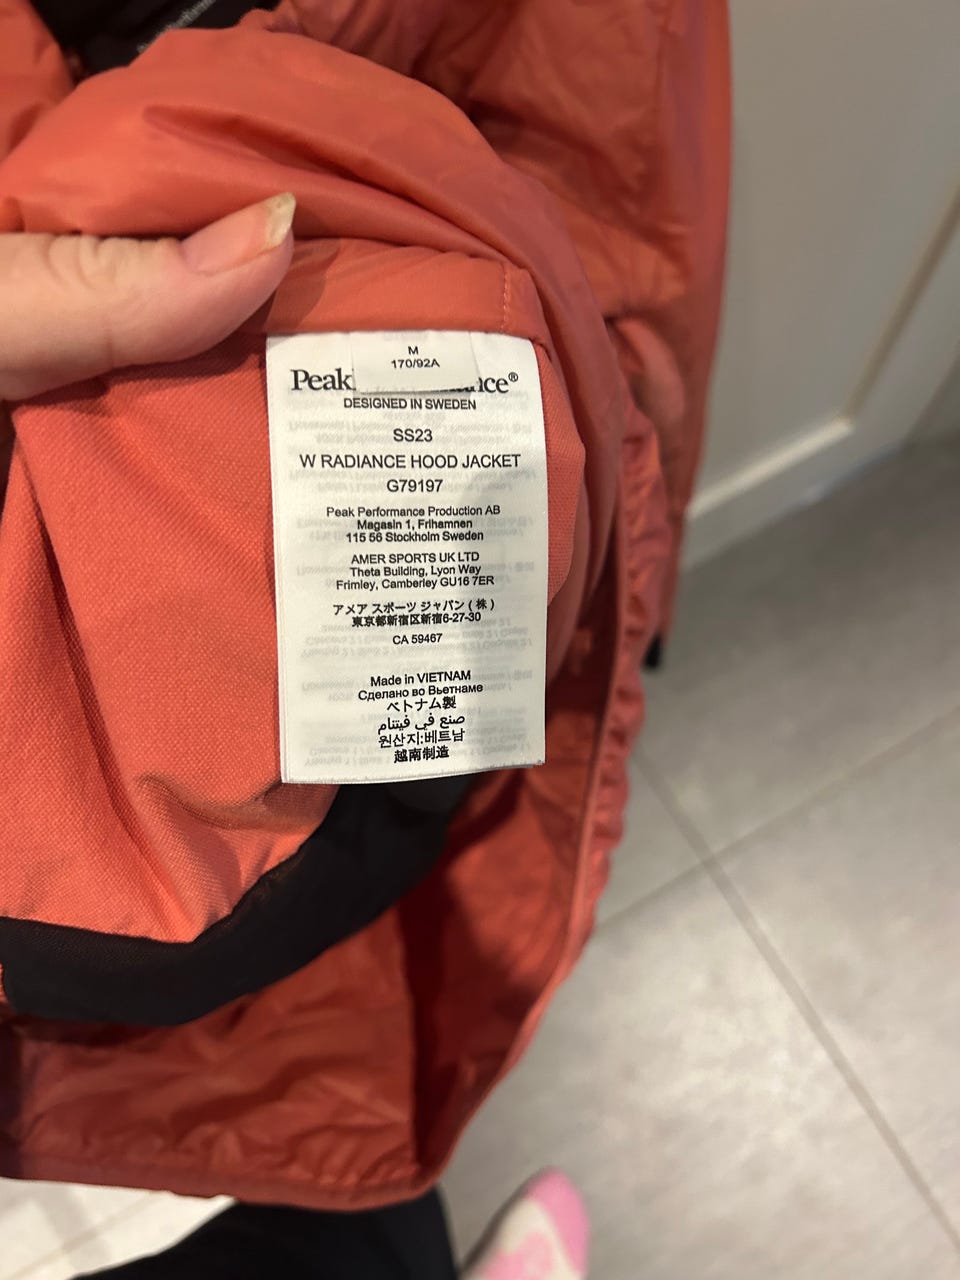 M
170/92A
Peak nce®
DESIGNED IN SWEDEN
SS23
W RADIANCE HOOD JACKET
G79197
Peak Performance Production AB
Magasin 1, Frihamnen
115 56 Stockholm Sweden
AMER SPORTS UK LTD
Theta Building, Lyon Way
Frimley, Camberley GU16 7ER
アメア スポーツ ジャパン ( 株 )
東京都新宿区新宿6-27-30
CA 59467
Made in VIETNAM
Сделано во Вьетнаме
ベトナム製
صنع في فيتنام
원산지:베트남
越南制造